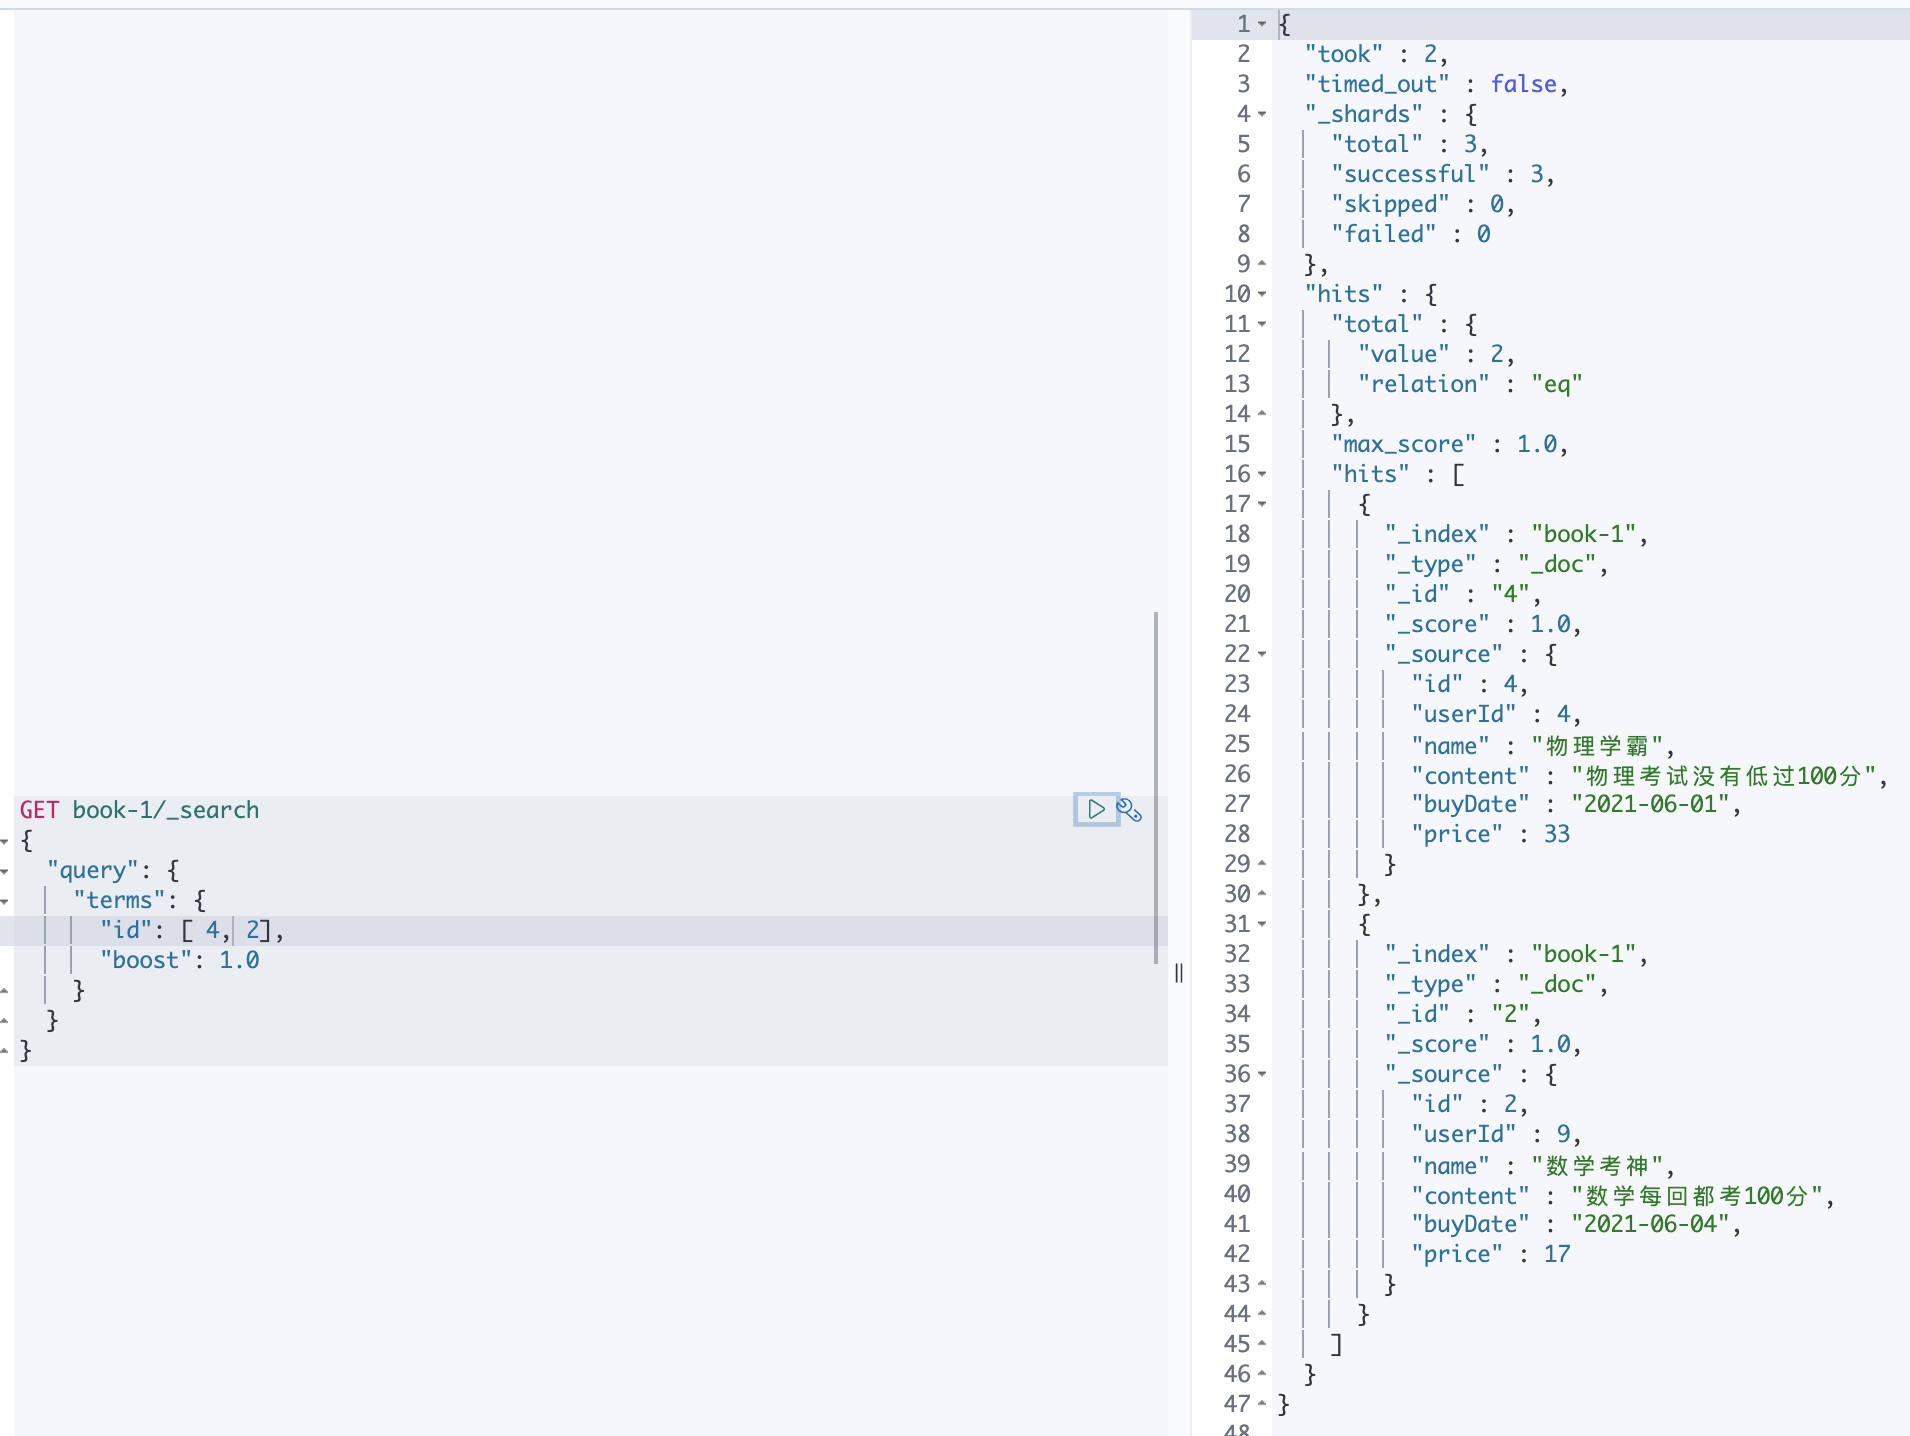 GET book-1/_search
{
"query": {
"terms": {
"id": [ 4, 2],
"boost": 1.0
}
}
}
1 {
2 "took" : 2,
3 "timed_out" : false,
4 "_shards" : {
5 "total" : 3,
6 "successful" : 3,
7 "skipped" : 0,
8 "failed" : 0
9 },
10 "hits" : {
11 "total" : {
12 "value" : 2,
13 "relation" : "eq"
14 },
15 "max_score" : 1.0,
16 "hits" : [
17 {
18 "_index" : "book-1",
19 "_type" : "_doc",
20 "_id" : "4",
21 "_score" : 1.0,
22 "_source" : {
23 "id" : 4,
24 "userId" : 4,
25 "name" : "物理学霸",
26 "content" : "物理考试没有低过100分",
27 "buyDate" : "2021-06-01",
28 "price" : 33
29 }
30 },
31 {
32 "_index" : "book-1",
33 "_type" : "_doc",
34 "_id" : "2",
35 "_score" : 1.0,
36 "_source" : {
37 "id" : 2,
38 "userId" : 9,
39 "name" : "数学考神",
40 "content" : "数学每回都考100分",
41 "buyDate" : "2021-06-04",
42 "price" : 17
43 }
44 }
45 ]
46 }
47 }
48